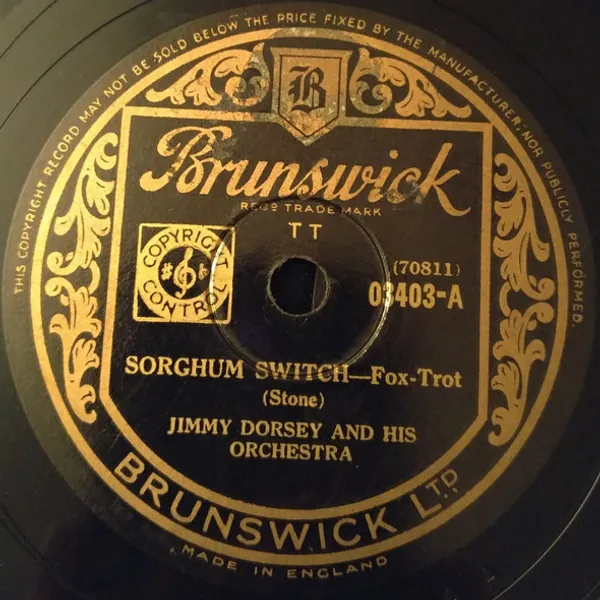 THIS COPYRIGHT RECORD MAY NOT BE SOLD BELOW THE PRICE FIXED BY THE MANUFACTURER, NOR PUBLICLY PERFORMED.
B
Brunswick
REGD TRADE MARK
TT
COPYRIGHT
CONTROL
(70811)
03403-A
SORGHUM SWITCH—Fox-Trot
(Stone)
JIMMY DORSEY AND HIS
ORCHESTRA
BRUNSWICK LTD.
MADE IN ENGLAND